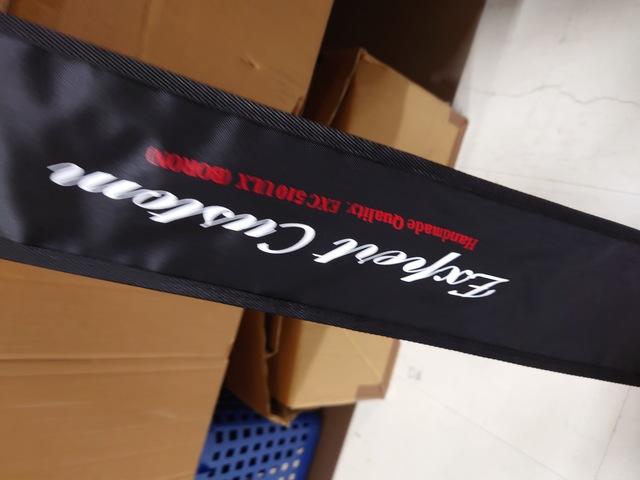 Expert Custom
Handmade Quality. EXC 510 ULX (BORON)